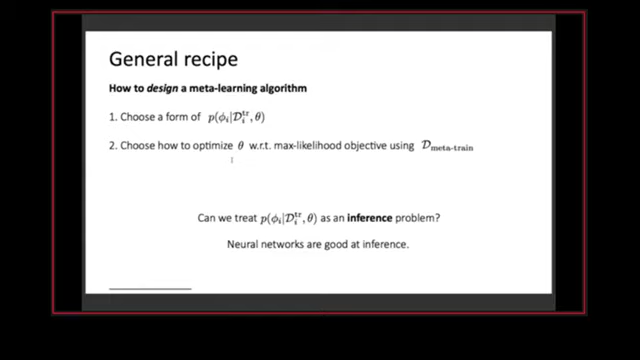 General recipe
How to design a meta-learning algorithm
1. Choose a form of p(ϕᵢ|𝒟ᵢᵗʳ, θ)
2. Choose how to optimize θ w.r.t. max-likelihood objective using 𝒟meta-train
Can we treat p(ϕᵢ|𝒟ᵢᵗʳ, θ) as an inference problem?
Neural networks are good at inference.